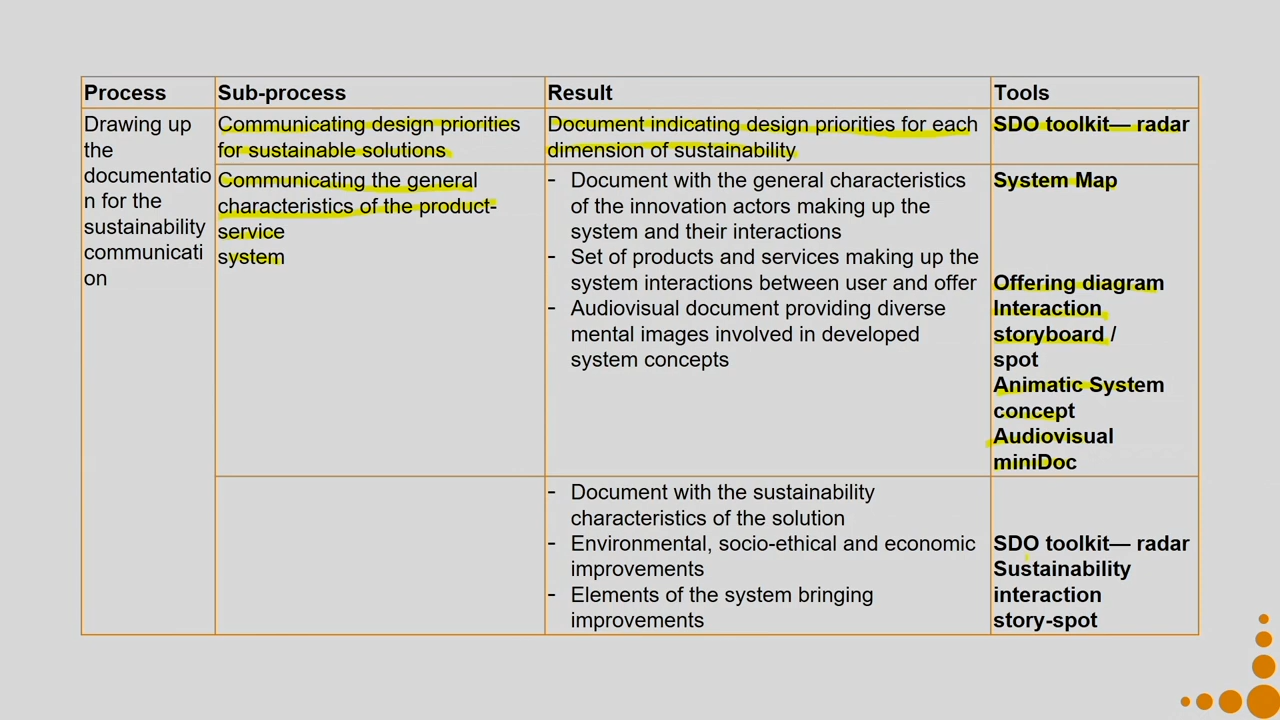 Process Sub-process Result Tools
Drawing up
the
documentatio
n for the
sustainability
communicati
on
Communicating design priorities
for sustainable solutions
Document indicating design priorities for each
dimension of sustainability
SDO toolkit— radar
Communicating the general
characteristics of the product-
service
system
- Document with the general characteristics
of the innovation actors making up the
system and their interactions
- Set of products and services making up the
system interactions between user and offer
- Audiovisual document providing diverse
mental images involved in developed
system concepts
System Map
Offering diagram
Interaction
storyboard /
spot
Animatic System
concept
Audiovisual
miniDoc
- Document with the sustainability
characteristics of the solution
- Environmental, socio-ethical and economic
improvements
- Elements of the system bringing
improvements
SDO toolkit— radar
Sustainability
interaction
story-spot